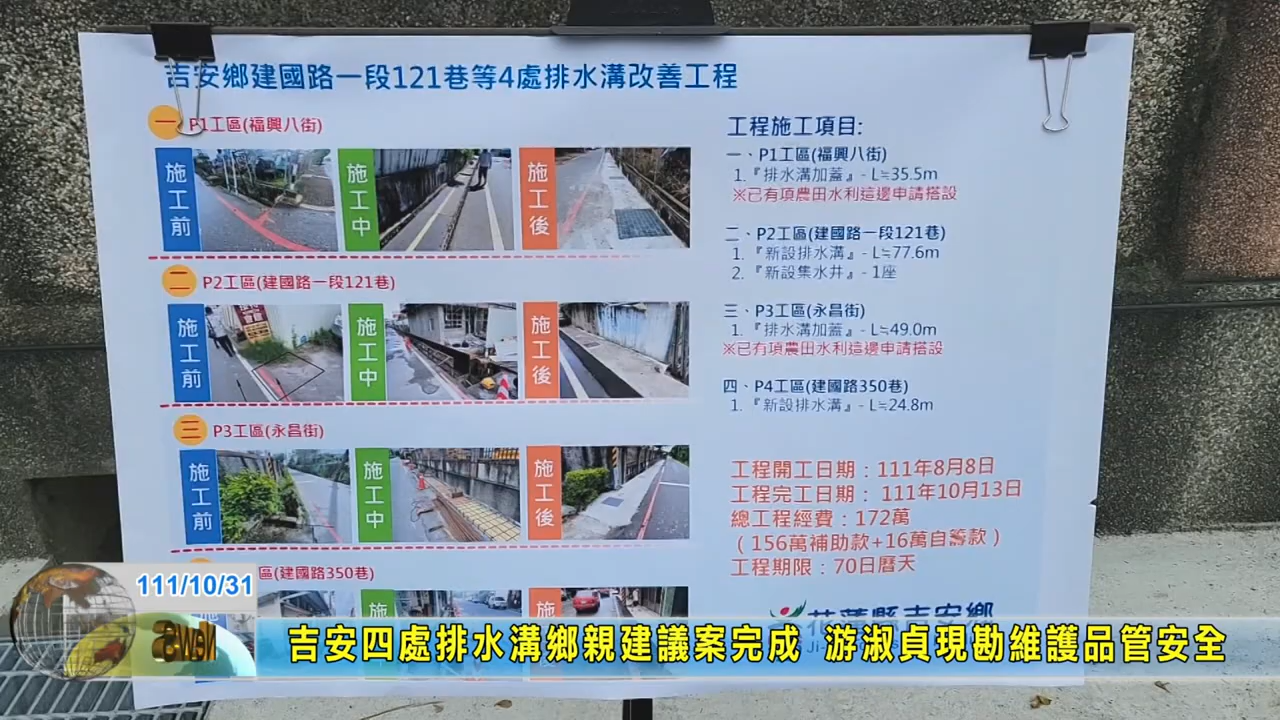 吉安鄉建國路一段121巷等4處排水溝改善工程
一 P1工區(福興八街)
施工前
施工中
施工後
二 P2工區(建國路一段121巷)
施工前
施工中
施工後
三 P3工區(永昌街)
施工前
施工中
施工後
區(建國路350巷)
施
施
工程施工項目:
一、P1工區(福興八街)
1.『排水溝加蓋』- L≒35.5m
※已有項農田水利這邊申請搭設
二、P2工區(建國路一段121巷)
1.『新設排水溝』- L≒77.6m
2.『新設集水井』- 1座
三、P3工區(永昌街)
1.『排水溝加蓋』- L≒49.0m
※已有項農田水利這邊申請搭設
四、P4工區(建國路350巷)
1.『新設排水溝』- L≒24.8m
工程開工日期：111年8月8日
工程完工日期：111年10月13日
總工程經費：172萬
（156萬補助款+16萬自籌款）
工程期限：70日曆天
花蓮縣吉安鄉
111/10/31
NEWS
吉安四處排水溝鄉親建議案完成 游淑貞現勘維護品管安全